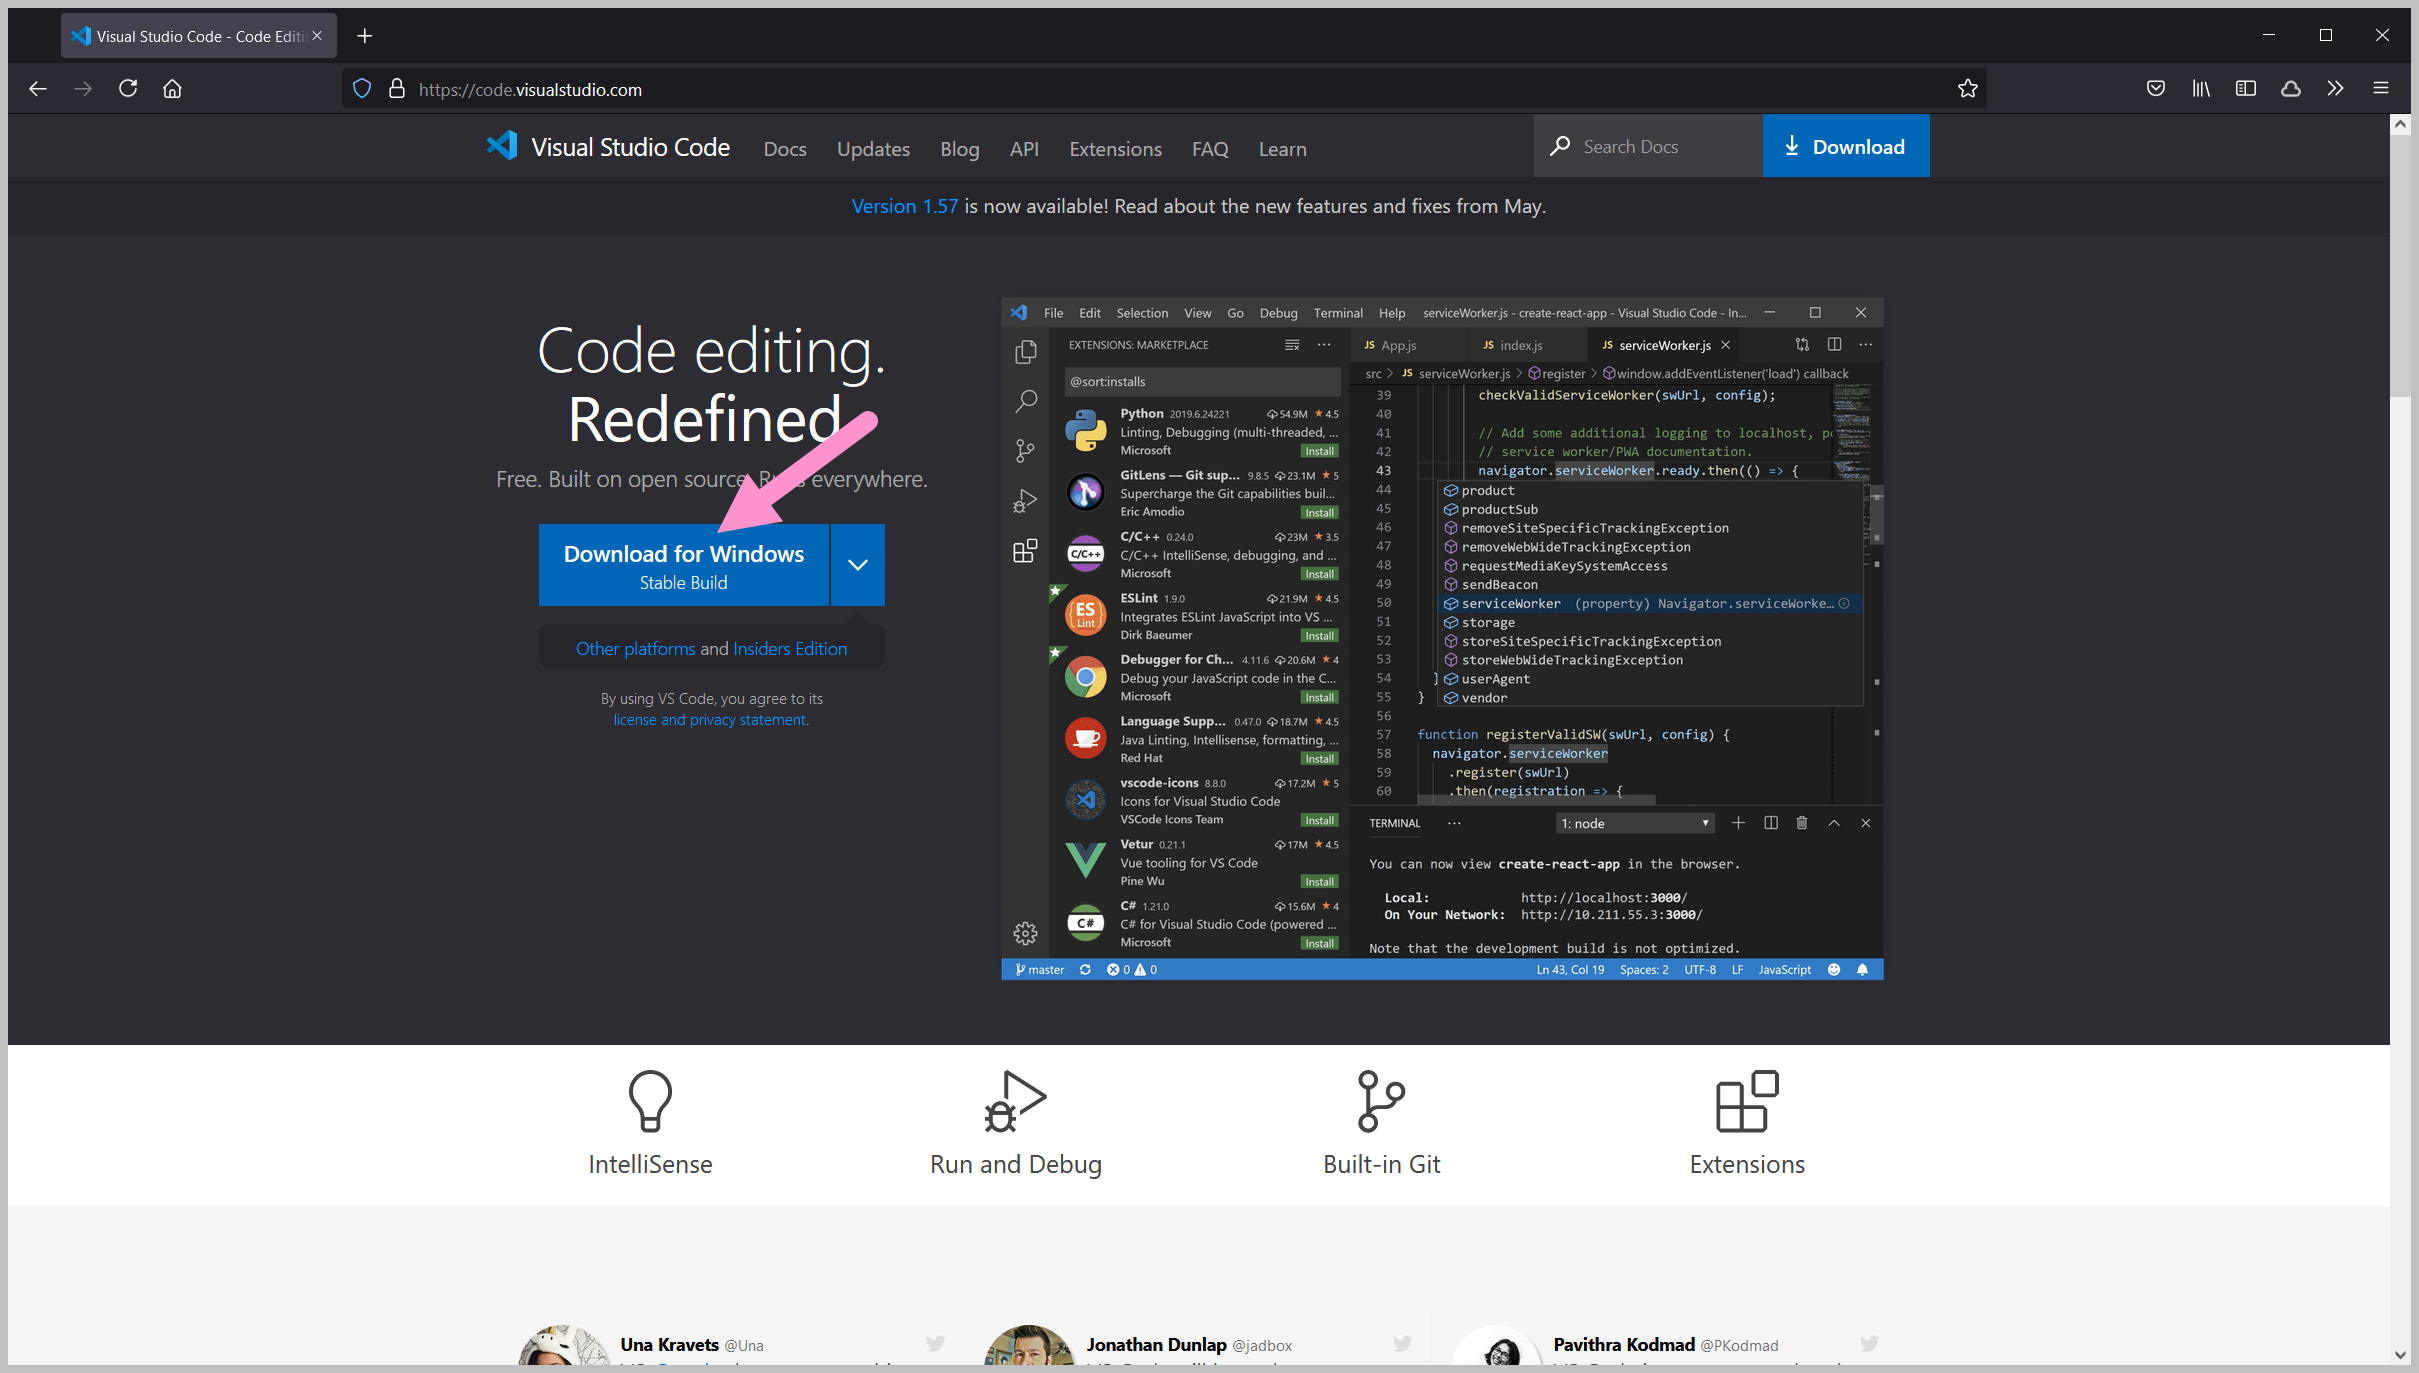 Visual Studio Code - Code Editi
https://code.visualstudio.com
Visual Studio Code
Docs
Updates
Blog
API
Extensions
FAQ
Learn
Search Docs
Download
Version 1.57 is now available! Read about the new features and fixes from May.
Code editing.
Redefined
Free. Built on open source. Runs everywhere.
Download for Windows
Stable Build
Other platforms and Insiders Edition
By using VS Code, you agree to its
license and privacy statement.
File Edit Selection View Go Debug Terminal Help serviceWorker.js - create-react-app - Visual Studio Code - In...
EXTENSIONS: MARKETPLACE
@sort:installs
Python 2019.6.24221 54.9M ★ 4.5
Linting, Debugging (multi-threaded, ...
Microsoft Install
GitLens — Git sup... 9.8.5 23.1M ★ 5
Supercharge the Git capabilities buil...
Eric Amodio Install
C/C++
C/C++ 0.24.0 23M ★ 3.5
C/C++ IntelliSense, debugging, and ...
Microsoft Install
ES
Lint
ESLint 1.9.0 21.9M ★ 4.5
Integrates ESLint JavaScript into VS ...
Dirk Baeumer Install
Debugger for Ch... 4.11.6 20.6M ★ 4
Debug your JavaScript code in the C...
Microsoft Install
Language Supp... 0.47.0 18.7M ★ 4.5
Java Linting, Intellisense, formatting, ...
Red Hat Install
vscode-icons 8.8.0 17.2M ★ 5
Icons for Visual Studio Code
VSCode Icons Team Install
Vetur 0.21.1 17M ★ 4.5
Vue tooling for VS Code
Pine Wu Install
C#
C# 1.21.0 15.6M ★ 4
C# for Visual Studio Code (powered ...
Microsoft Install
JS App.js
JS index.js
JS serviceWorker.js
src > JS serviceWorker.js > register > window.addEventListener('load') callback
39 checkValidServiceWorker(swUrl, config);
40
41 // Add some additional logging to localhost, po
42 // service worker/PWA documentation.
43 navigator.serviceWorker.ready.then(() => {
44 product
45 productSub
46 removeSiteSpecificTrackingException
47 removeWebWideTrackingException
48 requestMediaKeySystemAccess
49 sendBeacon
50 serviceWorker (property) Navigator.serviceWorke...
51 storage
52 storeSiteSpecificTrackingException
53 storeWebWideTrackingException
54 } userAgent
55 } vendor
56
57 function registerValidSW(swUrl, config) {
58 navigator.serviceWorker
59 .register(swUrl)
60 .then(registration => {
TERMINAL ... 1: node
You can now view create-react-app in the browser.
Local: http://localhost:3000/
On Your Network: http://10.211.55.3:3000/
Note that the development build is not optimized.
master 0 0 Ln 43, Col 19 Spaces: 2 UTF-8 LF JavaScript
IntelliSense
Run and Debug
Built-in Git
Extensions
Una Kravets @Una
Jonathan Dunlap @jadbox
Pavithra Kodmad @PKodmad